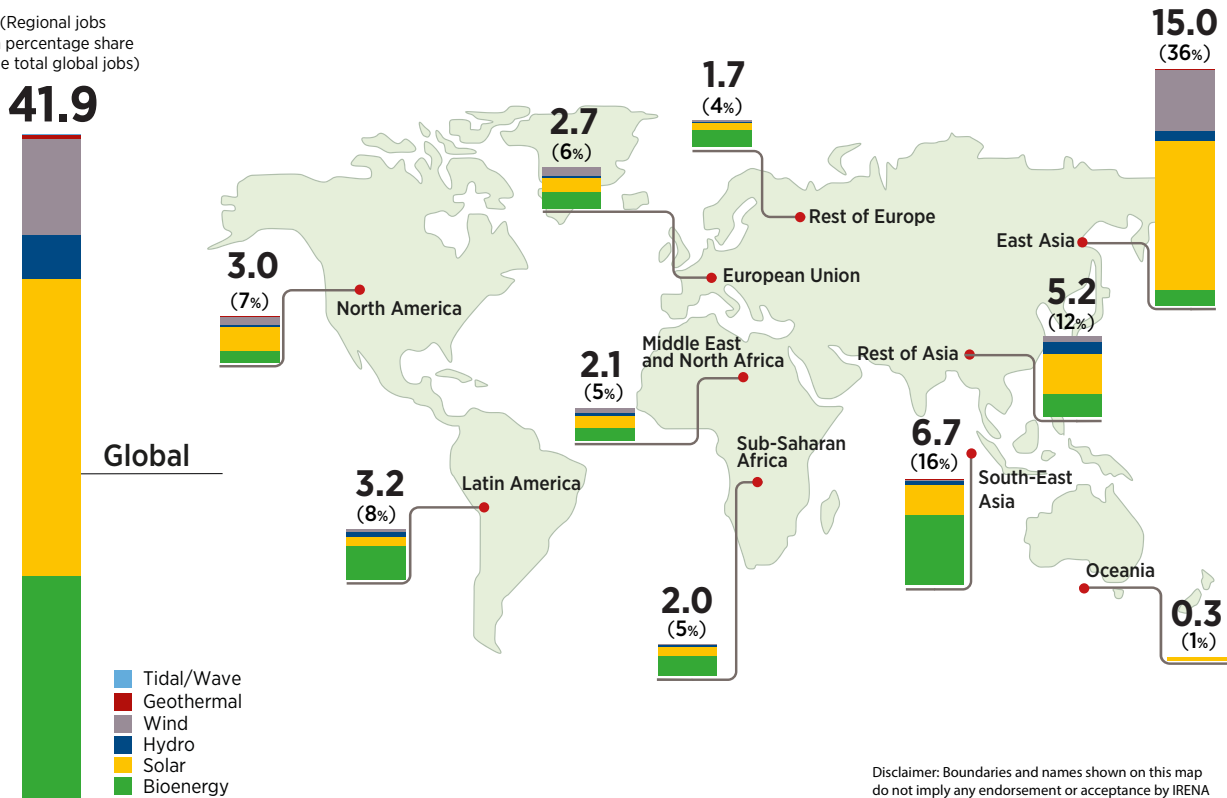 (Regional jobs
percentage share
e total global jobs)
41.9
Global
Tidal/Wave
Geothermal
Wind
Hydro
Solar
Bioenergy
3.0
(7%)
North America
3.2
(8%)
Latin America
2.7
(6%)
European Union
1.7
(4%)
Rest of Europe
2.1
(5%)
Middle East
and North Africa
2.0
(5%)
Sub-Saharan
Africa
15.0
(36%)
East Asia
5.2
(12%)
Rest of Asia
6.7
(16%)
South-East
Asia
Oceania
0.3
(1%)
Disclaimer: Boundaries and names shown on this map
do not imply any endorsement or acceptance by IRENA